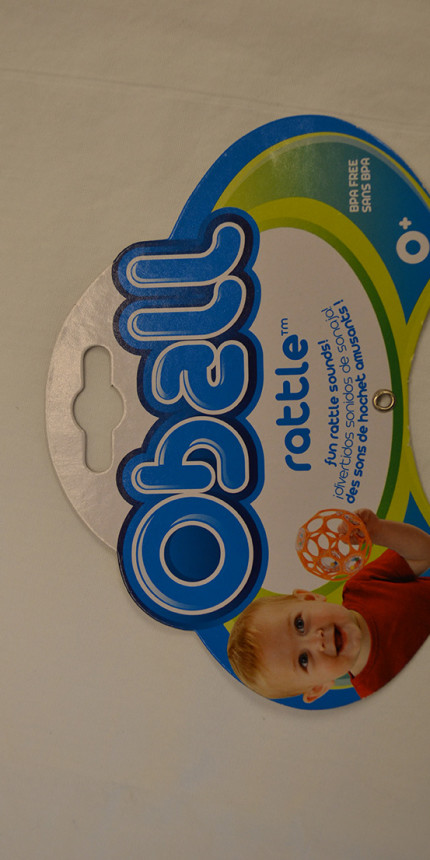 Oball
rattle™
fun rattle sounds!
¡divertidos sonidos de sonaja!
des sons de hochet amusants!
BPA FREE
SANS BPA
0+